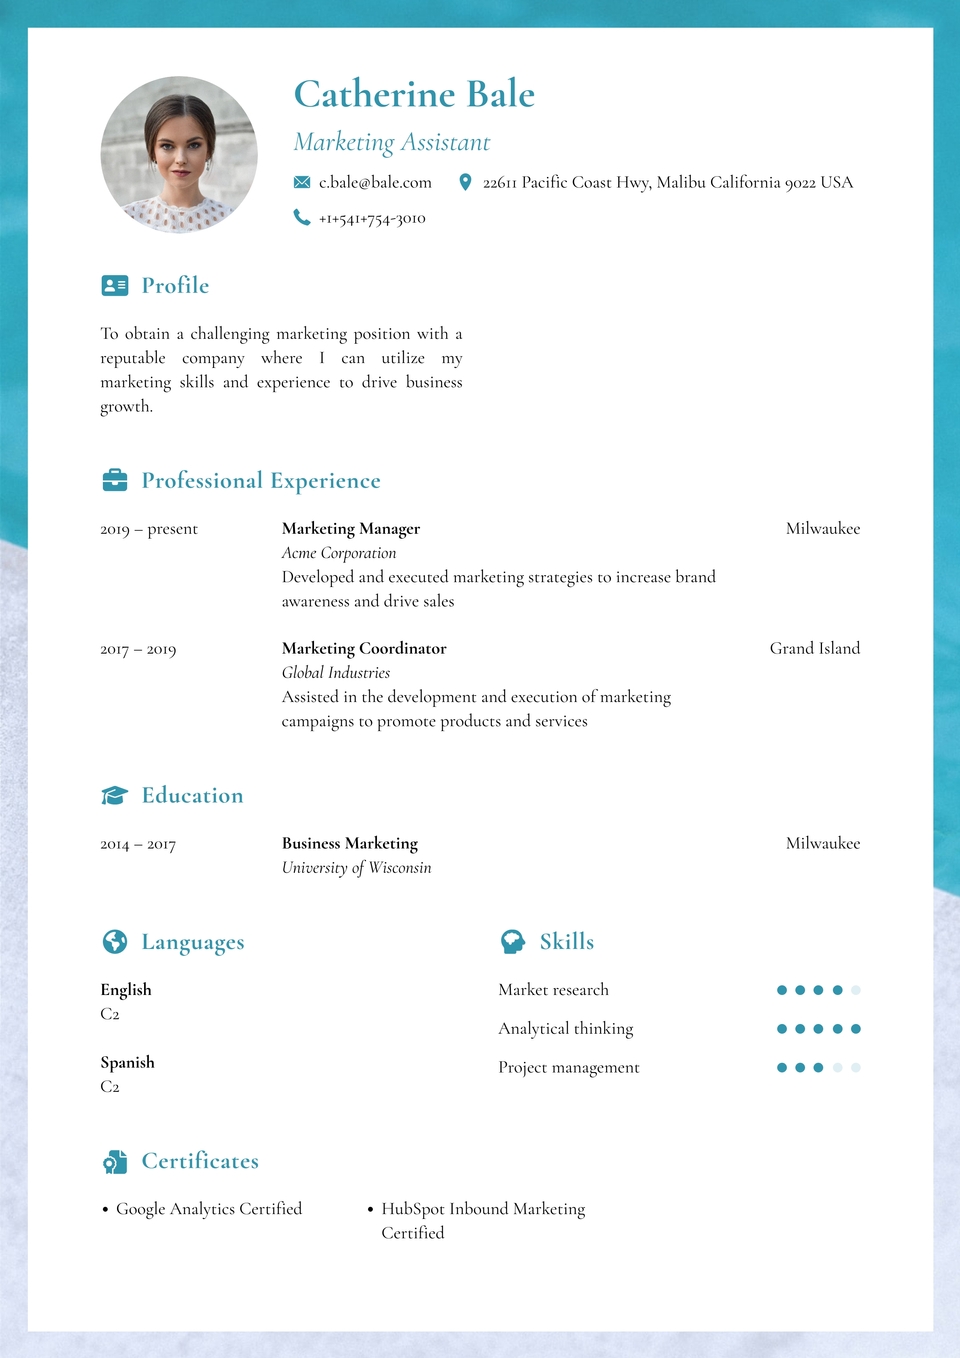 Catherine Bale
Marketing Assistant
c.bale@bale.com 22611 Pacific Coast Hwy, Malibu California 9022 USA
+1+541+754-3010
Profile
To obtain a challenging marketing position with a
reputable company where I can utilize my
marketing skills and experience to drive business
growth.
Professional Experience
2019 – present Marketing Manager Milwaukee
Acme Corporation
Developed and executed marketing strategies to increase brand
awareness and drive sales
2017 – 2019 Marketing Coordinator Grand Island
Global Industries
Assisted in the development and execution of marketing
campaigns to promote products and services
Education
2014 – 2017 Business Marketing Milwaukee
University of Wisconsin
Languages
English
C2
Spanish
C2
Skills
Market research
Analytical thinking
Project management
Certificates
• Google Analytics Certified
• HubSpot Inbound Marketing
Certified